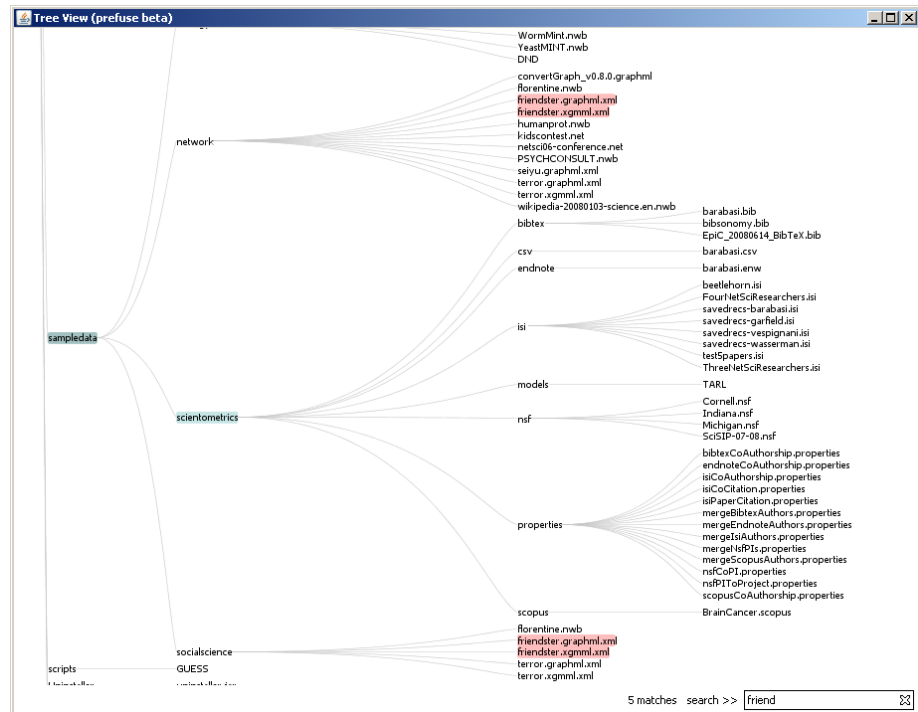 Tree View (prefuse beta)
WormMint.nwb
YeastMINT.nwb
DND
network
convertGraph_v0.8.0.graphml
florentine.nwb
friendster.graphml.xml
friendster.xgmml.xml
humanprot.nwb
kidscontest.net
netsci06-conference.net
PSYCHCONSULT.nwb
seiyu.graphml.xml
terror.graphml.xml
terror.xgmml.xml
wikipedia-20080103-science.en.nwb
sampledata
scientometrics
bibtex
barabasi.bib
bibsonomy.bib
EpiC_20080614_BibTeX.bib
csv
barabasi.csv
endnote
barabasi.enw
isi
beetlehorn.isi
FourNetSciResearchers.isi
savedrecs-barabasi.isi
savedrecs-garfield.isi
savedrecs-vespignani.isi
savedrecs-wasserman.isi
test5papers.isi
ThreeNetSciResearchers.isi
models
TARL
nsf
Cornell.nsf
Indiana.nsf
Michigan.nsf
SciSIP-07-08.nsf
properties
bibtexCoAuthorship.properties
endnoteCoAuthorship.properties
isiCoAuthorship.properties
isiCoCitation.properties
isiPaperCitation.properties
mergeBibtexAuthors.properties
mergeEndnoteAuthors.properties
mergeIsiAuthors.properties
mergeNsfPIs.properties
mergeScopusAuthors.properties
nsfCoPI.properties
nsfPIToProject.properties
scopusCoAuthorship.properties
scopus
BrainCancer.scopus
socialscience
florentine.nwb
friendster.graphml.xml
friendster.xgmml.xml
terror.graphml.xml
terror.xgmml.xml
scripts
GUESS
5 matches search >> friend